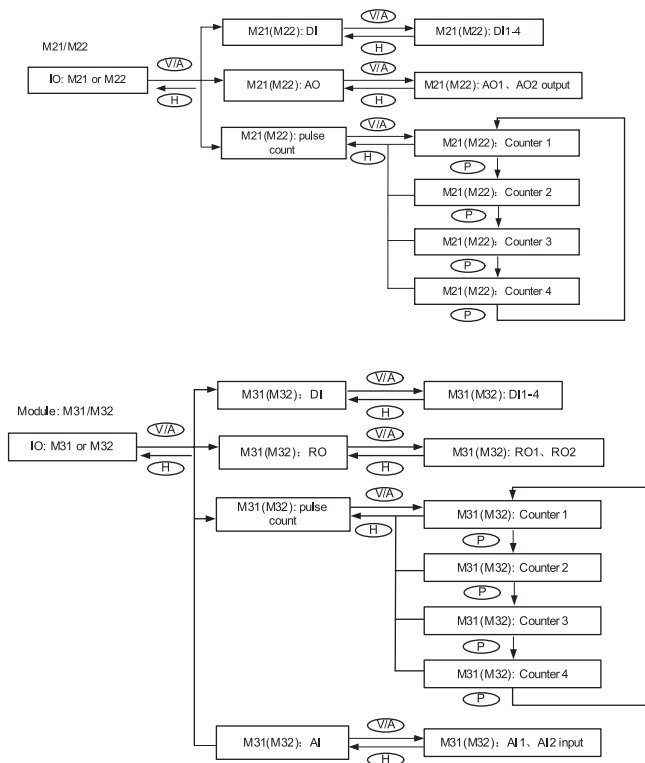 M21/M22
IO: M21 or M22
V/A
H
M21(M22): DI
V/A
H
M21(M22): DI1-4
M21(M22): AO
V/A
H
M21(M22): AO1、AO2 output
M21(M22): pulse
count
V/A
H
M21(M22): Counter 1
P
M21(M22): Counter 2
P
M21(M22): Counter 3
P
M21(M22): Counter 4
P
Module: M31/M32
IO: M31 or M32
V/A
H
M31(M32): DI
V/A
H
M31(M32): DI1-4
M31(M32): RO
V/A
H
M31(M32): RO1、RO2
M31(M32): pulse
count
V/A
H
M31(M32): Counter 1
P
M31(M32): Counter 2
P
M31(M32): Counter 3
P
M31(M32): Counter 4
P
M31(M32): AI
V/A
H
M31(M32): AI1、AI2 input